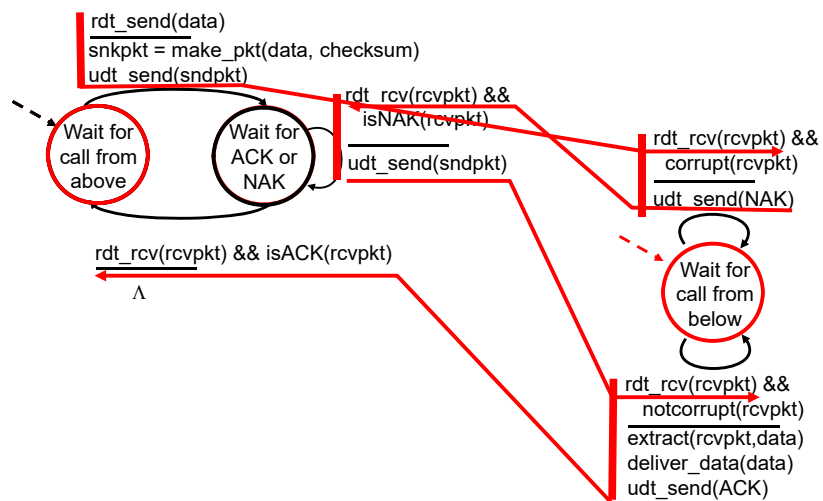 rdt_send(data)
snkpkt = make_pkt(data, checksum)
udt_send(sndpkt)
Wait for
call from
above
Wait for
ACK or
NAK
rdt_rcv(rcvpkt) &&
isNAK(rcvpkt)
udt_send(sndpkt)
rdt_rcv(rcvpkt) && isACK(rcvpkt)
Λ
rdt_rcv(rcvpkt) &&
corrupt(rcvpkt)
udt_send(NAK)
Wait for
call from
below
rdt_rcv(rcvpkt) &&
notcorrupt(rcvpkt)
extract(rcvpkt,data)
deliver_data(data)
udt_send(ACK)